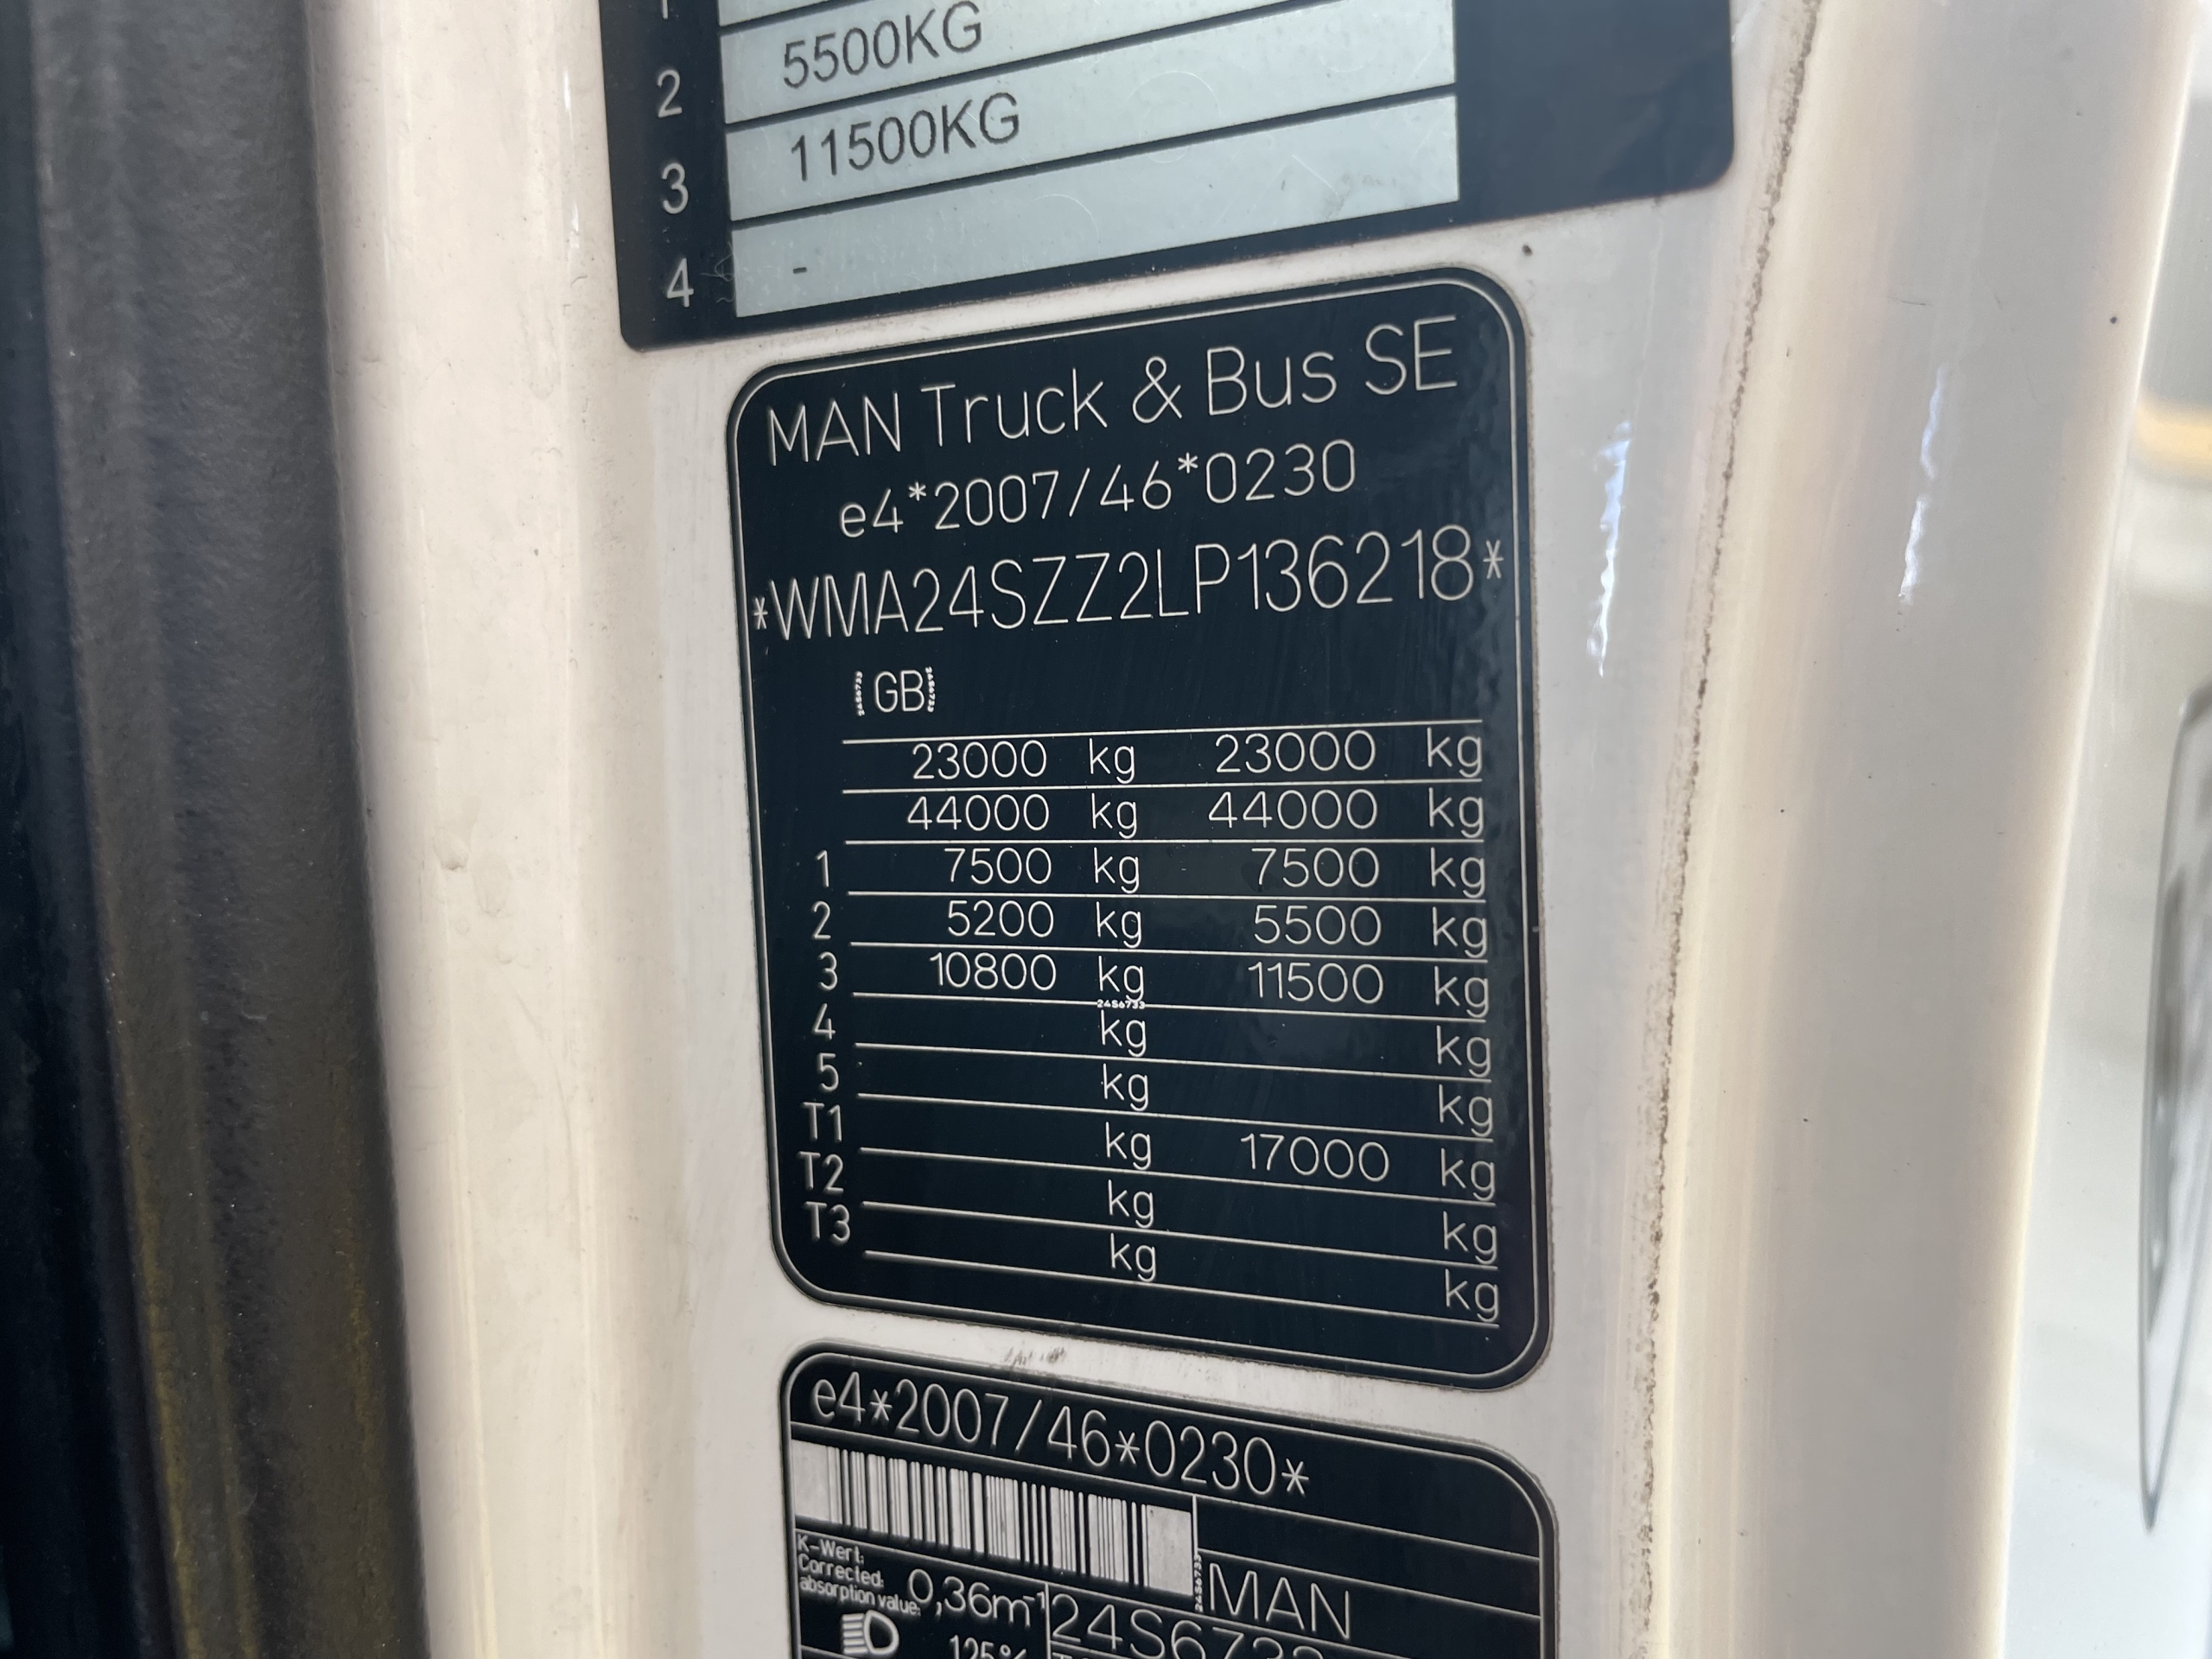 5500KG
2
11500KG
3
4 -
MAN Truck & Bus SE
e4*2007/46*0230
*WMA24SZZ2LP136218*
GB
23000 kg 23000 kg
44000 kg 44000 kg
1 7500 kg 7500 kg
2 5200 kg 5500 kg
3 10800 kg 11500 kg
2456733
4 kg kg
5 kg kg
T1 kg 17000 kg
T2 kg kg
T3 kg kg
e4*2007/46*0230*
MAN
K-Wert:
Corrected
absorption value:
0,36m⁻¹
24S673
125%